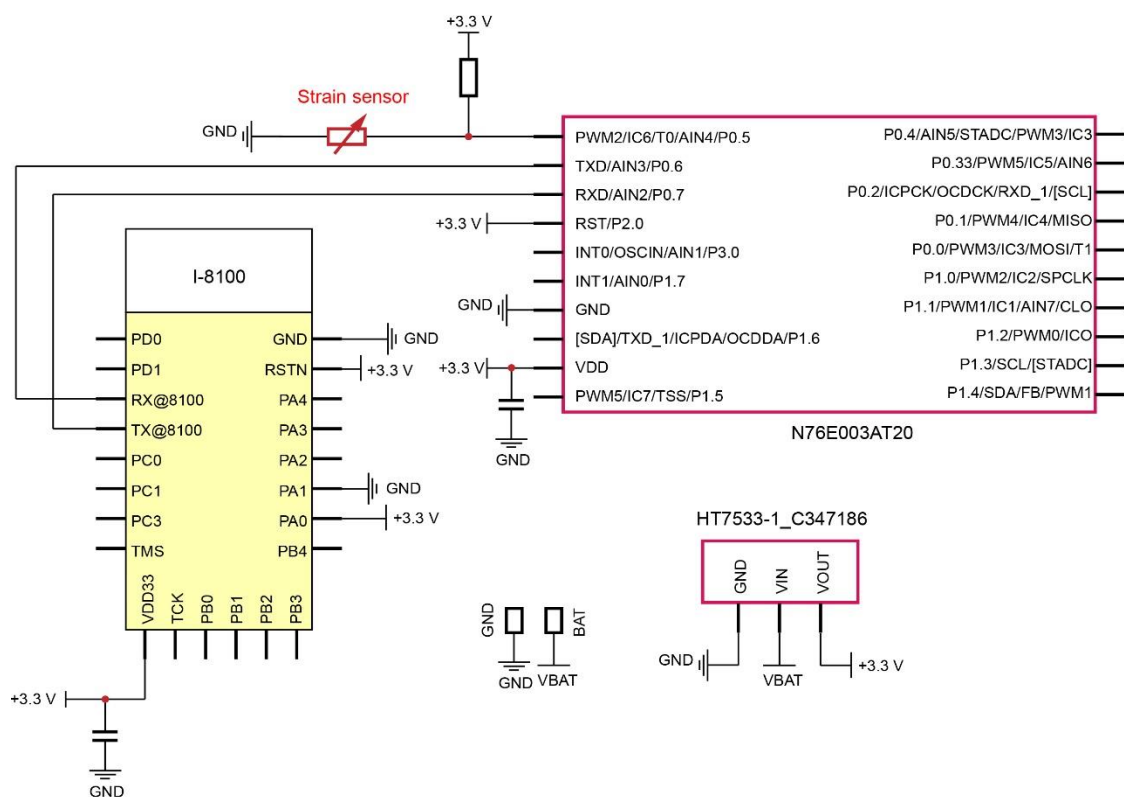 +3.3 V
Strain sensor
GND
PWM2/IC6/T0/AIN4/P0.5
TXD/AIN3/P0.6
RXD/AIN2/P0.7
+3.3 V
RST/P2.0
INT0/OSCIN/AIN1/P3.0
INT1/AIN0/P1.7
GND
GND
[SDA]/TXD_1/ICPDA/OCDDA/P1.6
+3.3 V
VDD
PWM5/IC7/TSS/P1.5
GND
P0.4/AIN5/STADC/PWM3/IC3
P0.33/PWM5/IC5/AIN6
P0.2/ICPCK/OCDCK/RXD_1/[SCL]
P0.1/PWM4/IC4/MISO
P0.0/PWM3/IC3/MOSI/T1
P1.0/PWM2/IC2/SPCLK
P1.1/PWM1/IC1/AIN7/CLO
P1.2/PWM0/ICO
P1.3/SCL/[STADC]
P1.4/SDA/FB/PWM1
N76E003AT20
I-8100
PD0
PD1
RX@8100
TX@8100
PC0
PC1
PC3
TMS
GND
GND
RSTN
+3.3 V
PA4
PA3
PA2
PA1
GND
PA0
+3.3 V
PB4
VDD33
TCK
PB0
PB1
PB2
PB3
+3.3 V
GND
GND
BAT
GND
VBAT
HT7533-1_C347186
GND
VIN
VOUT
GND
VBAT
+3.3 V